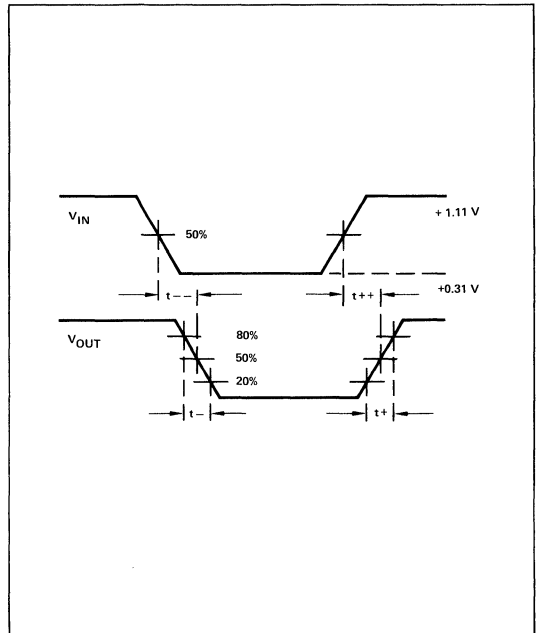 VIN
+ 1.11 V
50%
+0.31 V
t--
t++
VOUT
80%
50%
20%
t-
t+